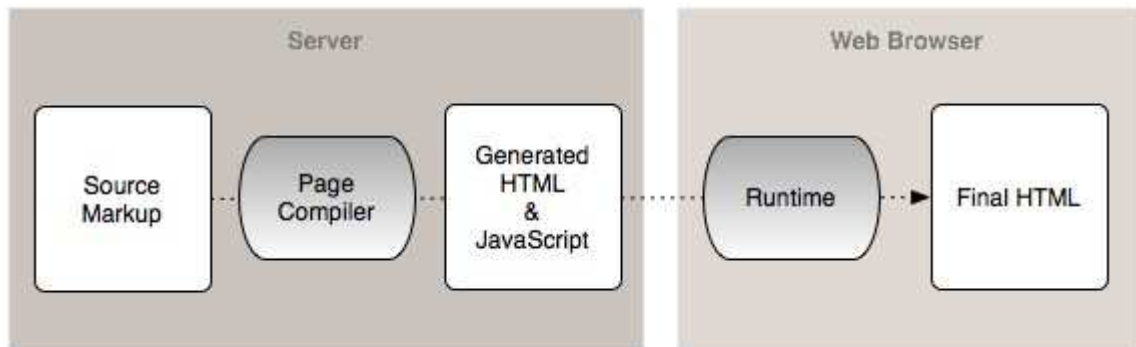 Server
Web Browser
Source
Markup
Page
Compiler
Generated
HTML
&
JavaScript
Runtime
Final HTML